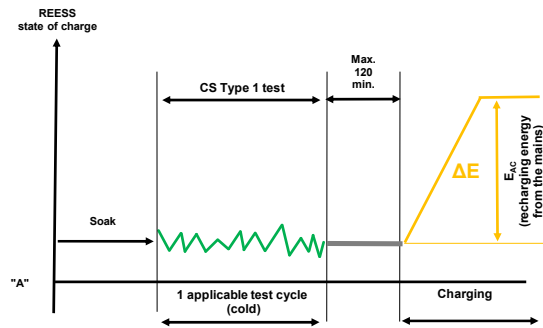 REESS
state of charge
Max.
120
min.
CS Type 1 test
ΔE
E_AC
(recharging energy
from the mains)
Soak
"A"
1 applicable test cycle
(cold)
Charging